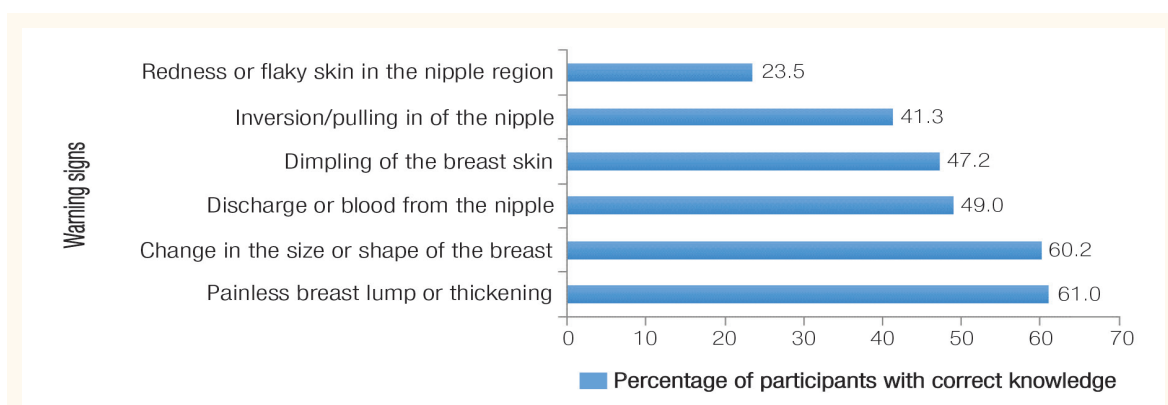 Warning signs
Redness or flaky skin in the nipple region 23.5
Inversion/pulling in of the nipple 41.3
Dimpling of the breast skin 47.2
Discharge or blood from the nipple 49.0
Change in the size or shape of the breast 60.2
Painless breast lump or thickening 61.0
0 10 20 30 40 50 60 70
Percentage of participants with correct knowledge